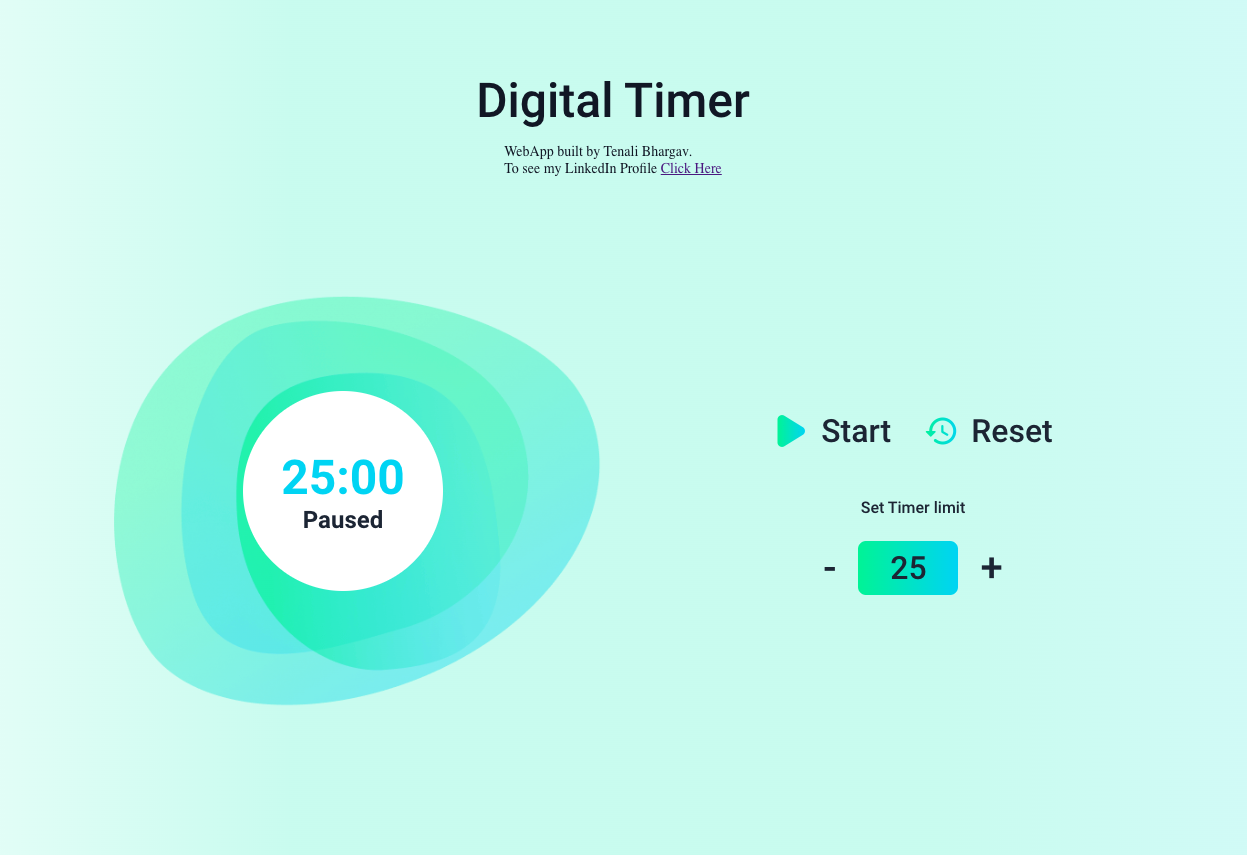 Digital Timer
WebApp built by Tenali Bhargav.
To see my LinkedIn Profile Click Here
25:00
Paused
Start Reset
Set Timer limit
- 25 +